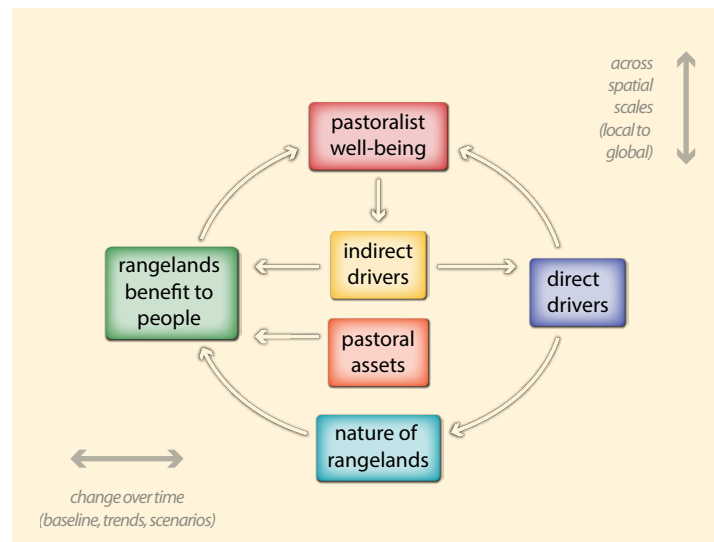 across
spatial
scales
(local to
global)
pastoralist
well-being
indirect
drivers
rangelands
benefit to
people
direct
drivers
pastoral
assets
nature of
rangelands
change over time
(baseline, trends, scenarios)